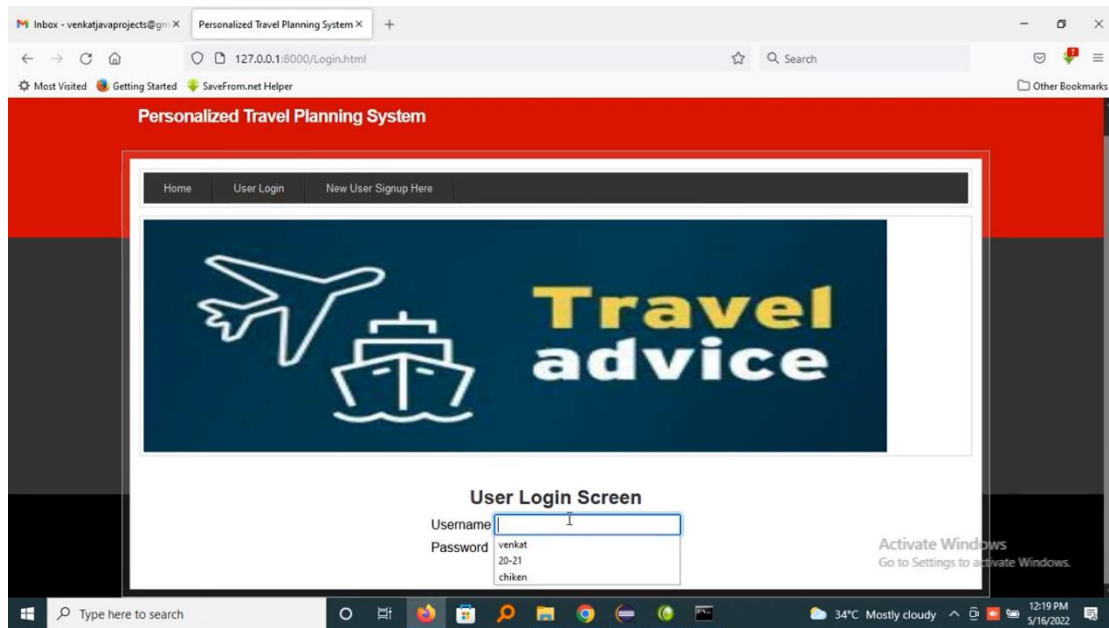 Inbox - venkatjavaprojects@gm
Personalized Travel Planning System
127.0.0.1:8000/Login.html
Search
Most Visited
Getting Started
SaveFrom.net Helper
Other Bookmarks
Personalized Travel Planning System
Home
User Login
New User Signup Here
Travel
advice
User Login Screen
Username
Password
venkat
20-21
chiken
Activate Windows
Go to Settings to activate Windows.
Type here to search
34°C Mostly cloudy
12:19 PM
5/16/2022